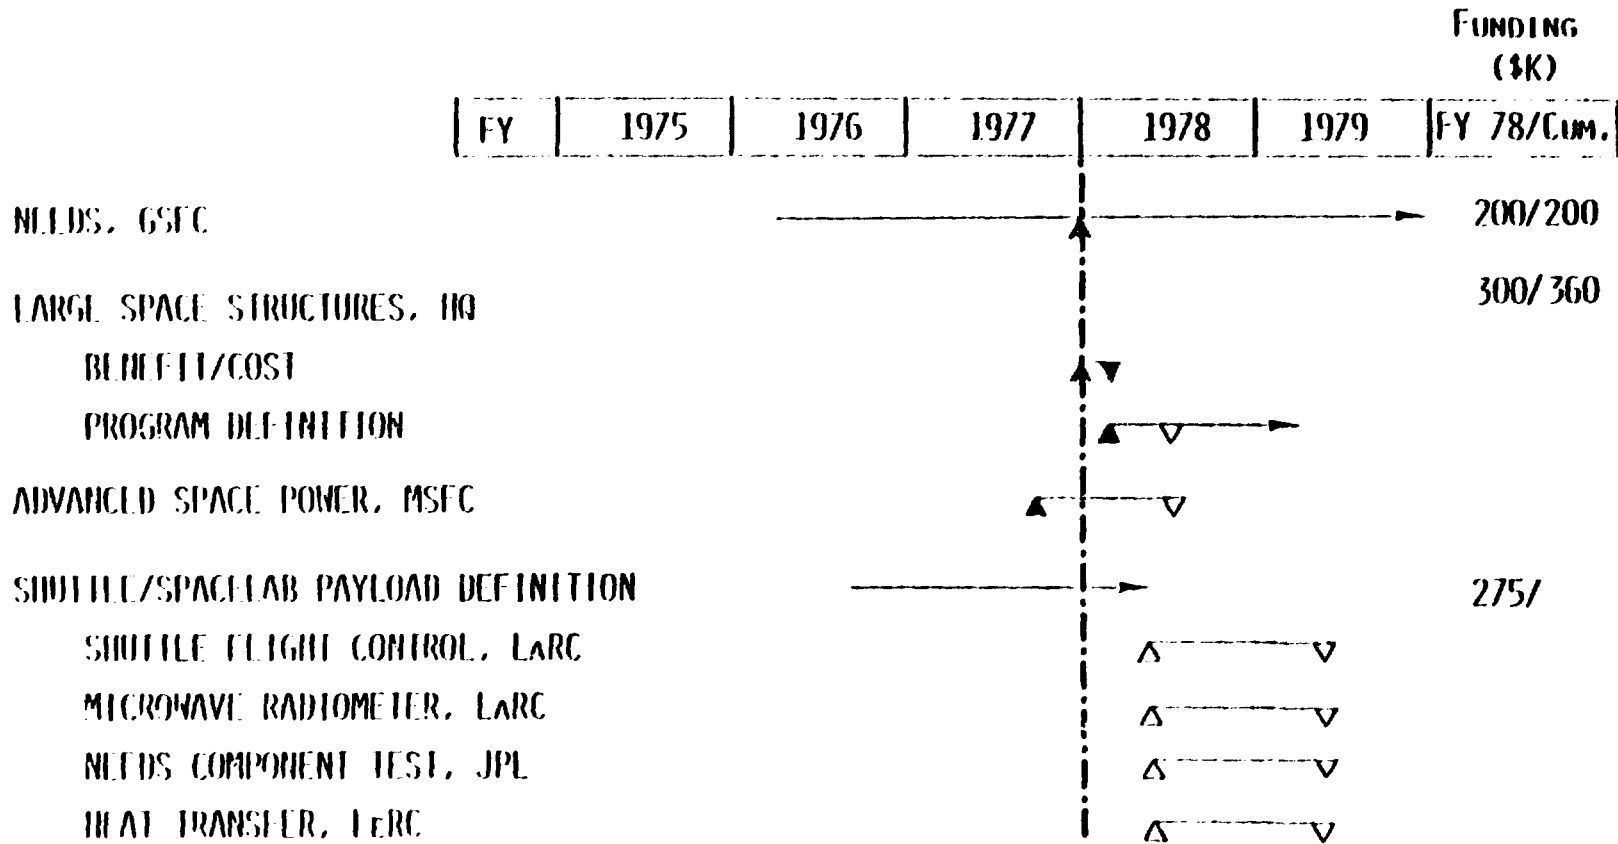 FUNDING
($K)
FY 1975 1976 1977 1978 1979 FY 78/CUM.
NEEDS, GSFC 200/200
LARGE SPACE STRUCTURES, HQ 300/360
BENEFIT/COST
PROGRAM DEFINITION
ADVANCED SPACE POWER, MSFC
SHUTTLE/SPACELAB PAYLOAD DEFINITION 275/
SHUTTLE FLIGHT CONTROL, LaRC
MICROWAVE RADIOMETER, LaRC
NEEDS COMPONENT TEST, JPL
HEAT TRANSFER, LeRC